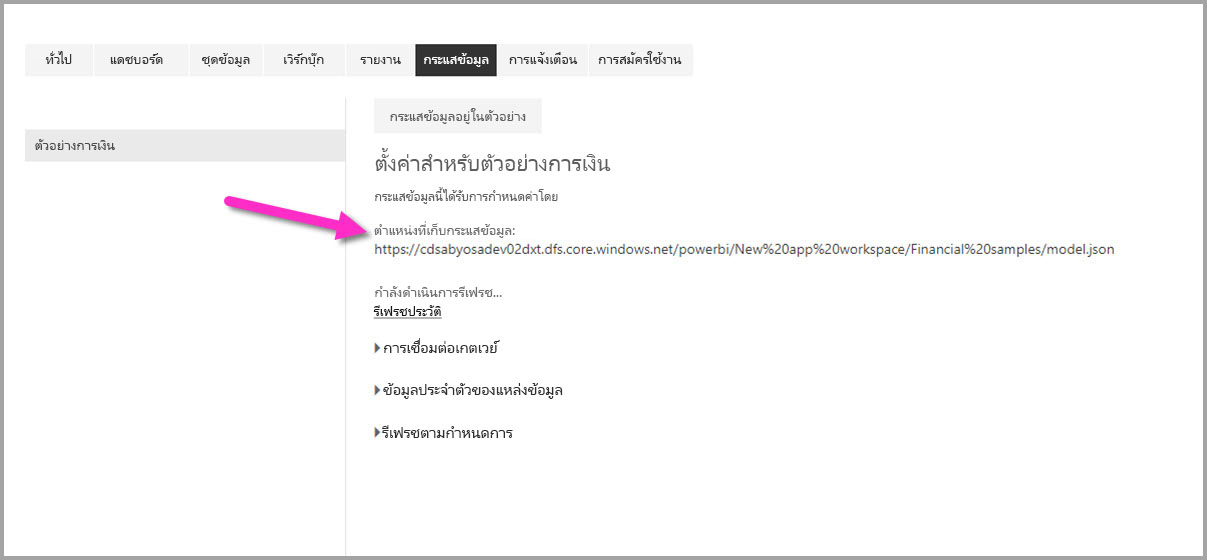 ทั่วไป แดชบอร์ด ชุดข้อมูล เวิร์กบุ๊ก รายงาน กระแสข้อมูล การแจ้งเตือน การสมัครใช้งาน
กระแสข้อมูลอยู่ในตัวอย่าง
ตัวอย่างการเงิน
ตั้งค่าสำหรับตัวอย่างการเงิน
กระแสข้อมูลนี้ได้รับการกำหนดค่าโดย
ตำแหน่งที่เก็บกระแสข้อมูล:
https://cdsabyosadev02dxt.dfs.core.windows.net/powerbi/New%20app%20workspace/Financial%20samples/model.json
กำลังดำเนินการรีเฟรช...
รีเฟรชประวัติ
การเชื่อมต่อเกตเวย์
ข้อมูลประจำตัวของแหล่งข้อมูล
รีเฟรชตามกำหนดการ